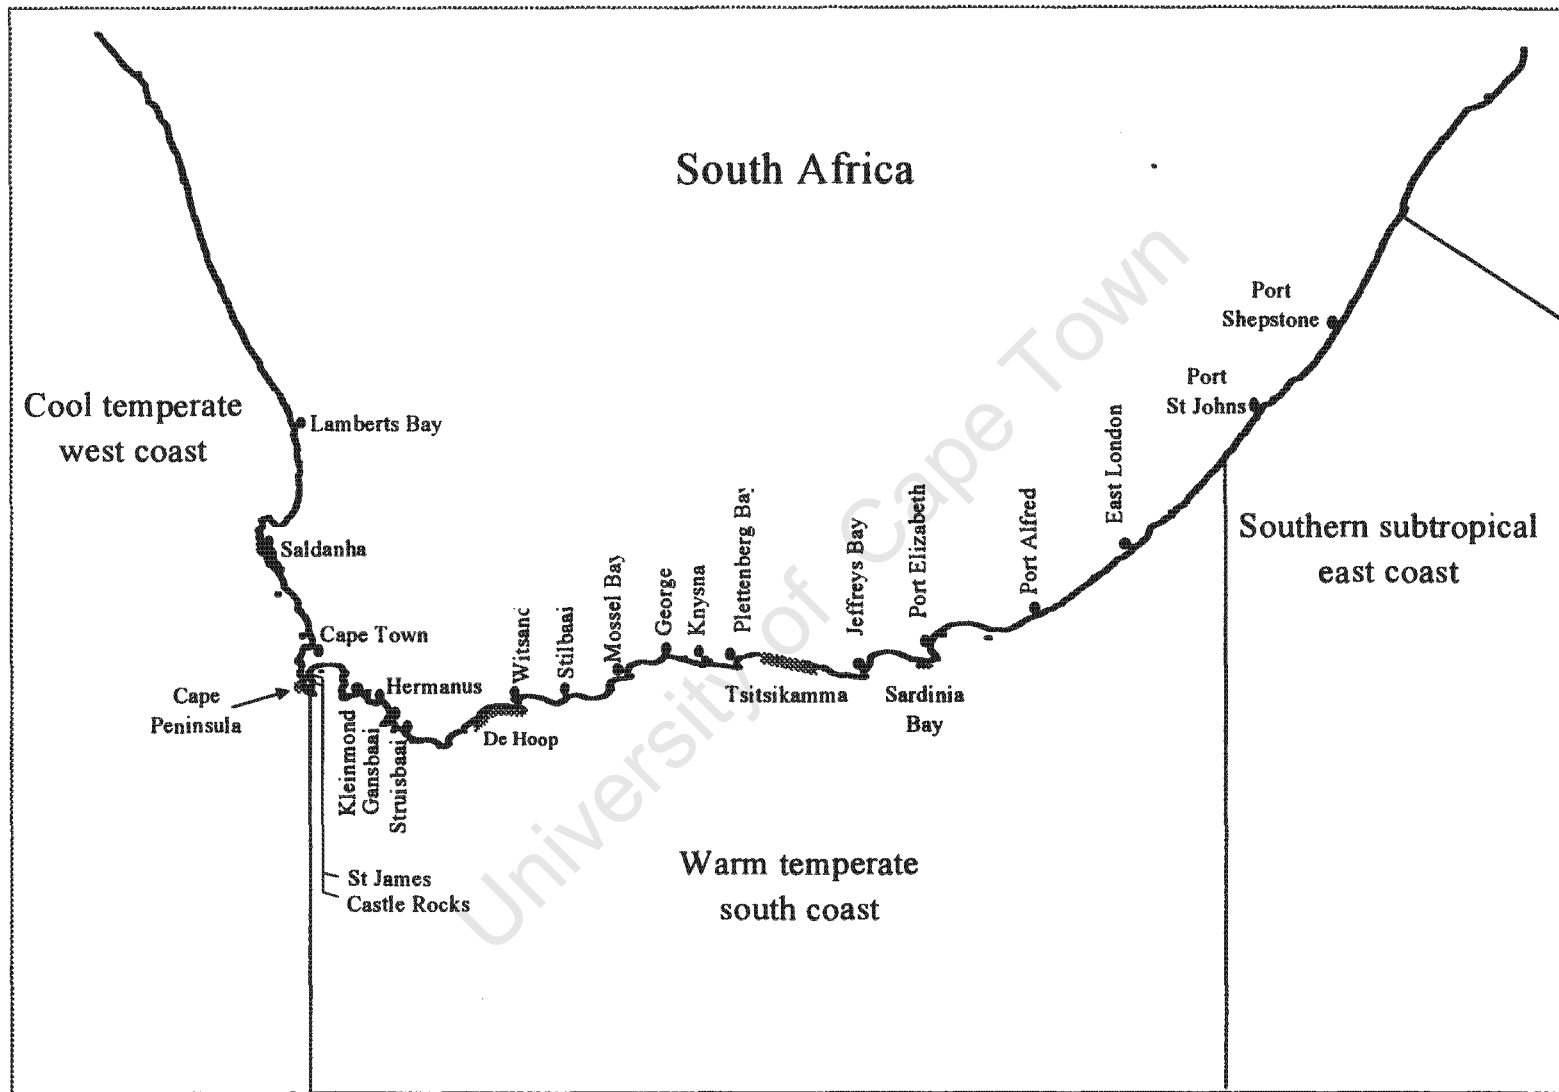 South Africa
Port
Shepstone
Port
St Johns
Cool temperate
west coast
Lamberts Bay
Saldanha
Cape Town
Cape
Peninsula
Hermanus
Kleinmond
Gansbaai
Struisbaai
De Hoop
Witsand
Stilbaai
Mossel Bay
George
Knysna
Plettenberg Bay
Tsitsikamma
Jeffreys Bay
Port Elizabeth
Sardinia
Bay
Port Alfred
East London
Southern subtropical
east coast
St James
Castle Rocks
Warm temperate
south coast
University of Cape Town